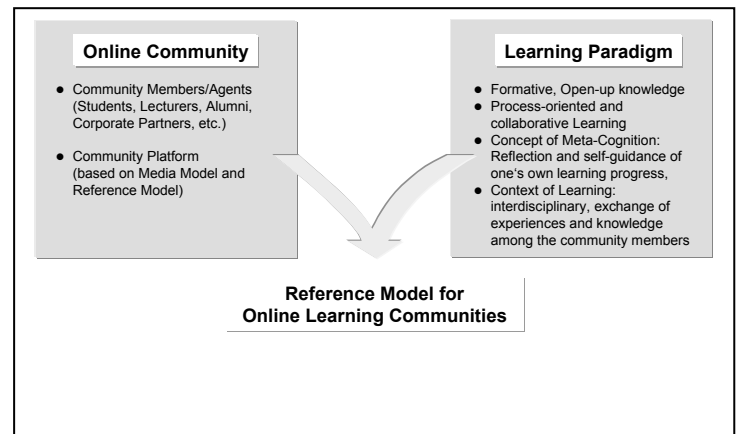 Online Community
● Community Members/Agents
(Students, Lecturers, Alumni,
Corporate Partners, etc.)
● Community Platform
(based on Media Model and
Reference Model)
Learning Paradigm
● Formative, Open-up knowledge
● Process-oriented and
collaborative Learning
● Concept of Meta-Cognition:
Reflection and self-guidance of
one‘s own learning progress,
● Context of Learning:
interdisciplinary, exchange of
experiences and knowledge
among the community members
Reference Model for
Online Learning Communities